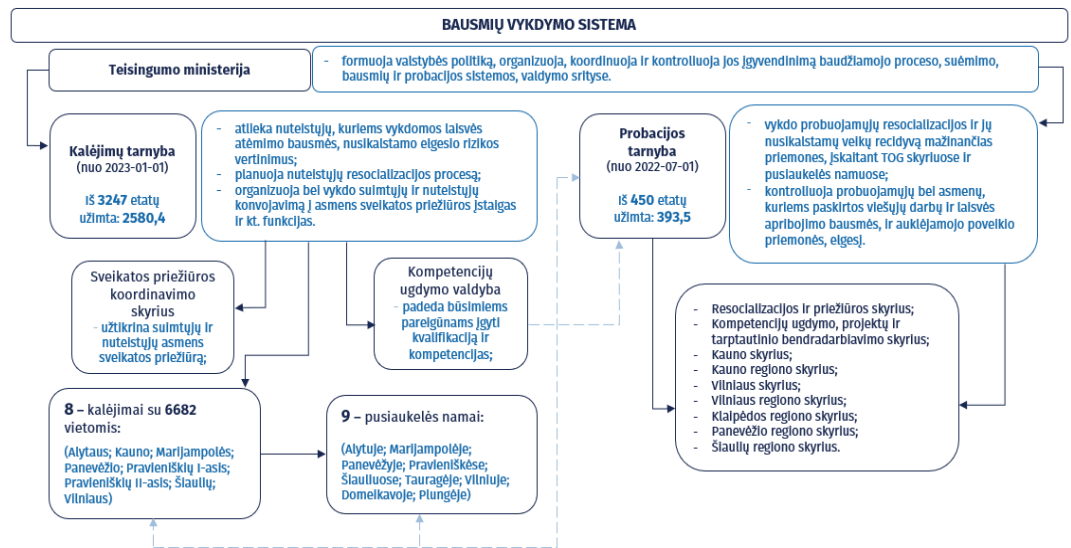 BAUSMIŲ VYKDYMO SISTEMA
Teisingumo ministerija
- formuoja valstybės politiką, organizuoja, koordinuoja ir kontroliuoja jos įgyvendinimą baudžiamojo proceso, suėmimo,
bausmių ir probacijos sistemos, valdymo srityse.
Kalėjimų tarnyba
(nuo 2023-01-01)
Iš 3247 etatų
užimta: 2580,4
- atlieka nuteistųjų, kuriems vykdomos laisvės
atėmimo bausmės, nusikalstamo elgesio rizikos
vertinimus;
- planuoja nuteistųjų resocializacijos procesą;
- organizuoja bei vykdo suimtųjų ir nuteistųjų
konvojavimą į asmens sveikatos priežiūros įstaigas
ir kt. funkcijas.
Probacijos
tarnyba
(nuo 2022-07-01)
Iš 450 etatų
užimta: 393,5
- vykdo probuojamųjų resocializacijos ir jų
nusikalstamų veikų recidyvą mažinančias
priemones, įskaitant TOG skyriuose ir
pusiaukelės namuose;
- kontroliuoja probuojamųjų bei asmenų,
kuriems paskirtos viešųjų darbų ir laisvės
apribojimo bausmės, ir auklėjamojo poveikio
priemonės, elgesį.
Sveikatos priežiūros
koordinavimo
skyrius
- užtikrina suimtųjų ir
nuteistųjų asmens
sveikatos priežiūrą;
Kompetencijų
ugdymo valdyba
- padeda būsimiems
pareigūnams įgyti
kvalifikaciją ir
kompetencijas;
- Resocializacijos ir priežiūros skyrius;
- Kompetencijų ugdymo, projektų ir
tarptautinio bendradarbiavimo skyrius;
- Kauno skyrius;
- Kauno regiono skyrius;
- Vilniaus skyrius;
- Vilniaus regiono skyrius;
- Klaipėdos regiono skyrius;
- Panevėžio regiono skyrius;
- Šiaulių regiono skyrius.
8 – kalėjimai su 6682
vietomis:
(Alytaus; Kauno; Marijampolės;
Panevėžio; Pravieniškių I-asis;
Pravieniškių II-asis; Šiaulių;
Vilniaus)
9 – pusiaukelės namai:
(Alytuje; Marijampolėje;
Panevėžyje; Pravieniškėse;
Šiauliuose; Tauragėje; Vilniuje;
Domeikavoje; Plungėje)